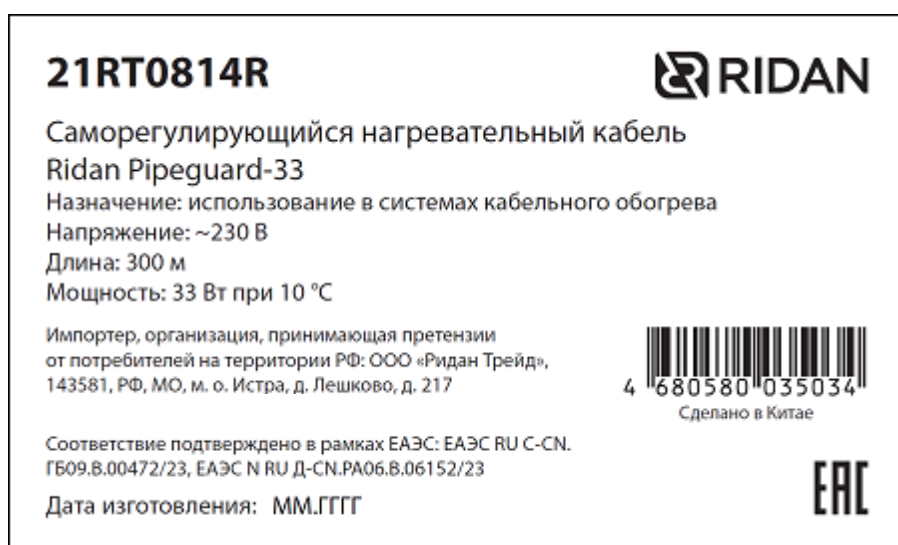 21RT0814R
RIDAN
Саморегулирующийся нагревательный кабель
Ridan Pipeguard-33
Назначение: использование в системах кабельного обогрева
Напряжение: ~230 В
Длина: 300 м
Мощность: 33 Вт при 10 °С
Импортер, организация, принимающая претензии
от потребителей на территории РФ: ООО «Ридан Трейд»,
143581, РФ, МО, м. о. Истра, д. Лешково, д. 217
4 680580 035034
Сделано в Китае
Соответствие подтверждено в рамках ЕАЭС: ЕАЭС RU С-CN.
ГБ09.В.00472/23, ЕАЭС N RU Д-CN.РА06.В.06152/23
Дата изготовления: ММ.ГГГГ
EAC